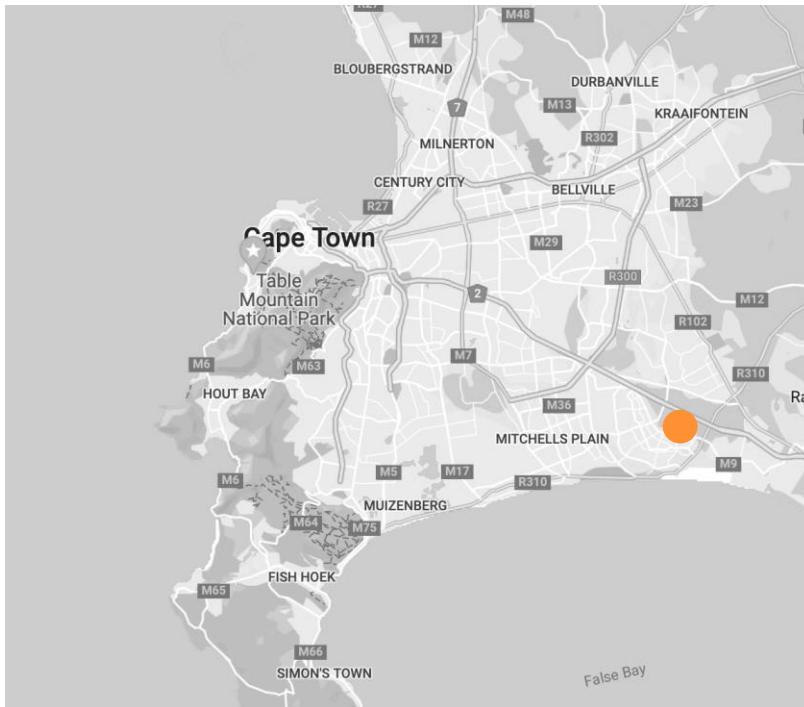 R27
M48
M12
BLOUBERGSTRAND
DURBANVILLE
7
M13
KRAAIFONTEIN
R302
MILNERTON
CENTURY CITY
BELLVILLE
R27
M23
Cape Town
M29
Table
Mountain
National Park
R300
2
M12
R102
M7
M6
M63
R310
HOUT BAY
Ra
M36
MITCHELLS PLAIN
M5
M17
M9
M6
R310
MUIZENBERG
M64
M75
FISH HOEK
M65
M66
SIMON'S TOWN
False Bay